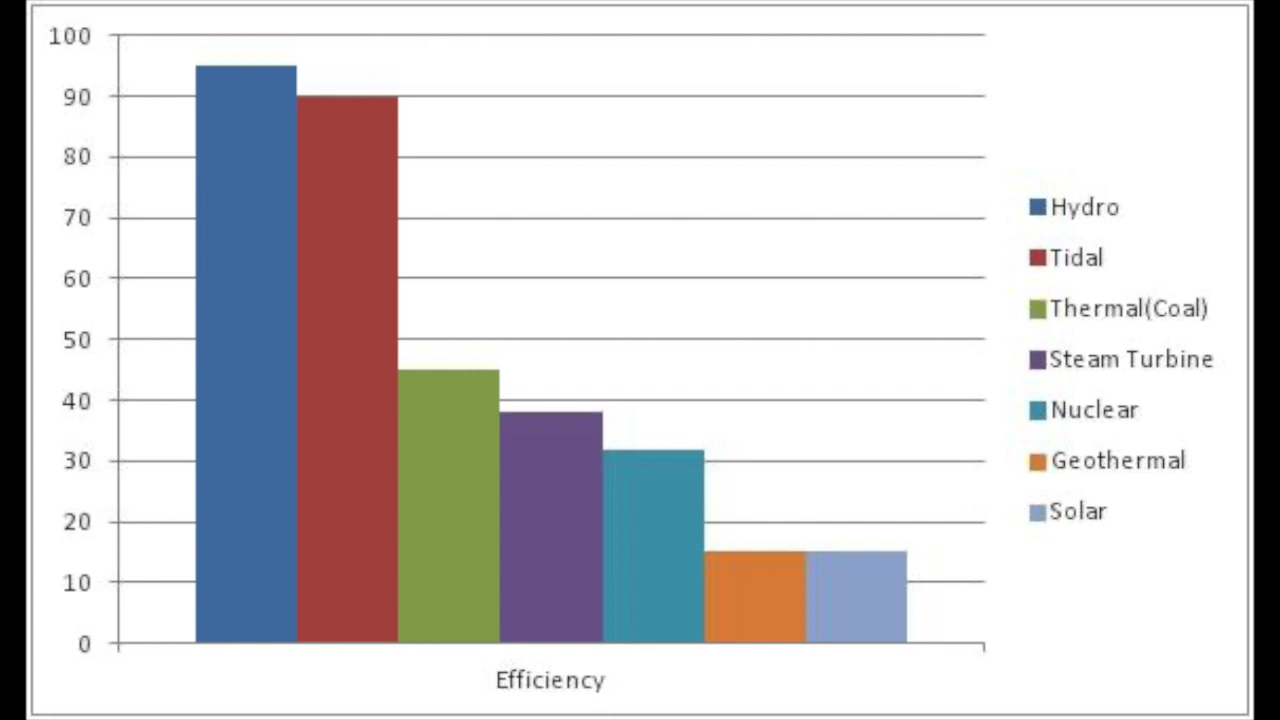 100
90
80
70
60
50
40
30
20
10
0
Efficiency
Hydro
Tidal
Thermal(Coal)
Steam Turbine
Nuclear
Geothermal
Solar